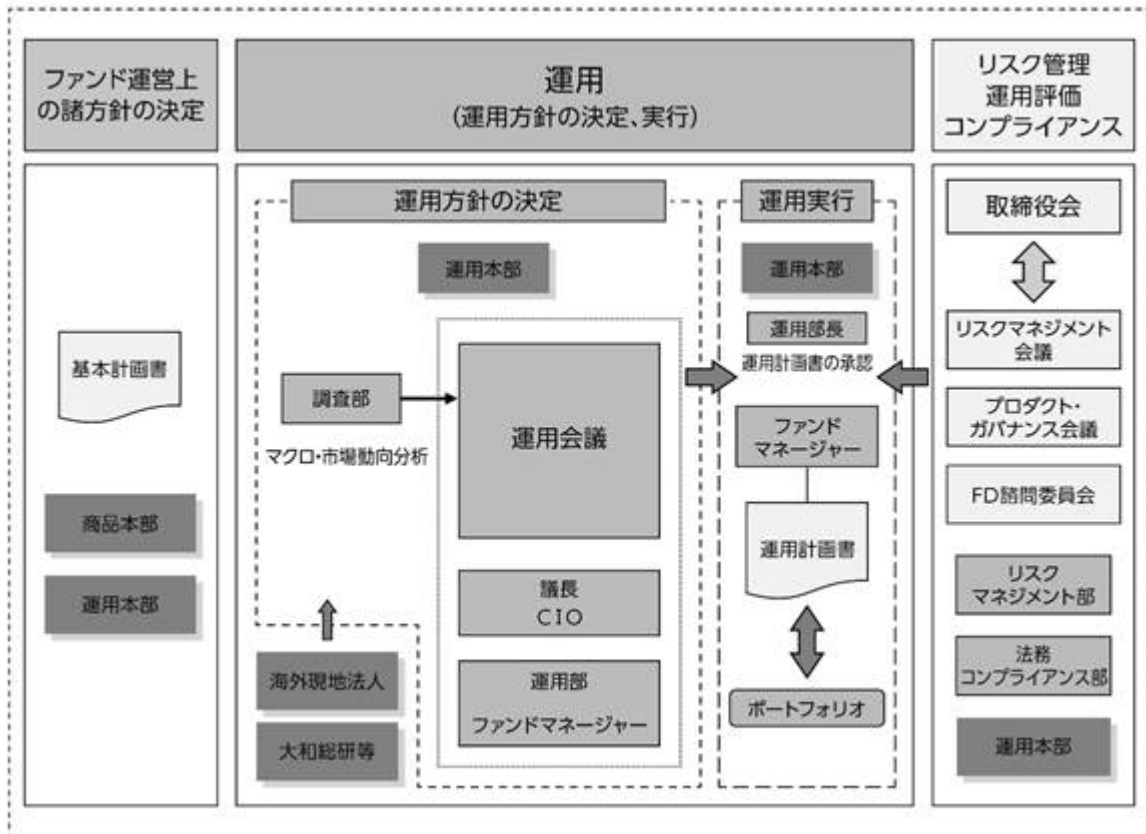 ファンド運営上
の諸方針の決定
運用
(運用方針の決定、実行)
リスク管理
運用評価
コンプライアンス
基本計画書
商品本部
運用本部
運用方針の決定
運用本部
調査部
マクロ・市場動向分析
運用会議
議長
CIO
運用部
ファンドマネージャー
海外現地法人
大和総研等
運用実行
運用本部
運用部長
運用計画書の承認
ファンド
マネージャー
運用計画書
ポートフォリオ
取締役会
リスクマネジメント
会議
プロダクト・
ガバナンス会議
FD諮問委員会
リスク
マネジメント部
法務
コンプライアンス部
運用本部